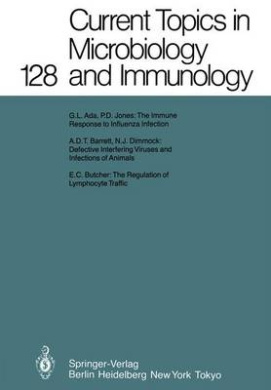 Current Topics in
128 Microbiology
and Immunology
G.L. Ada, P.D. Jones: The Immune
Response to Influenza Infection
A.D.T. Barrett, N.J. Dimmock:
Defective Interfering Viruses and
Infections of Animals
E.C. Butcher: The Regulation of
Lymphocyte Traffic
Springer-Verlag
Berlin Heidelberg New York Tokyo